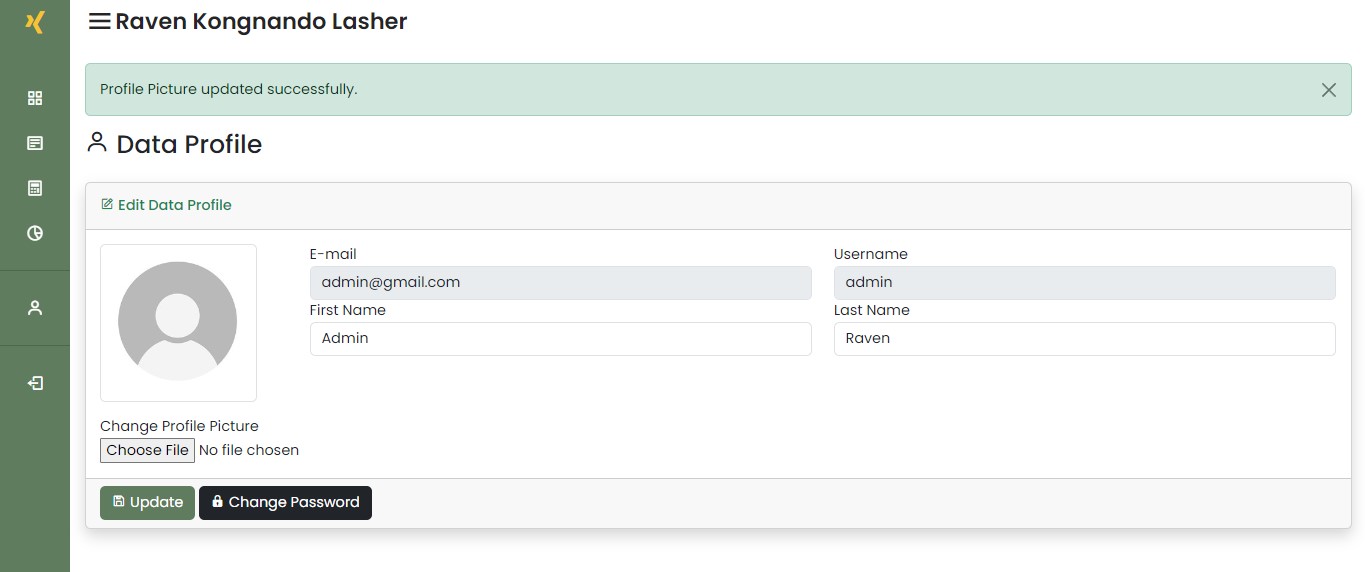 Raven Kongnando Lasher
Profile Picture updated successfully.
Data Profile
Edit Data Profile
E-mail
Username
admin@gmail.com
admin
First Name
Last Name
Admin
Raven
Change Profile Picture
Choose File No file chosen
Update Change Password